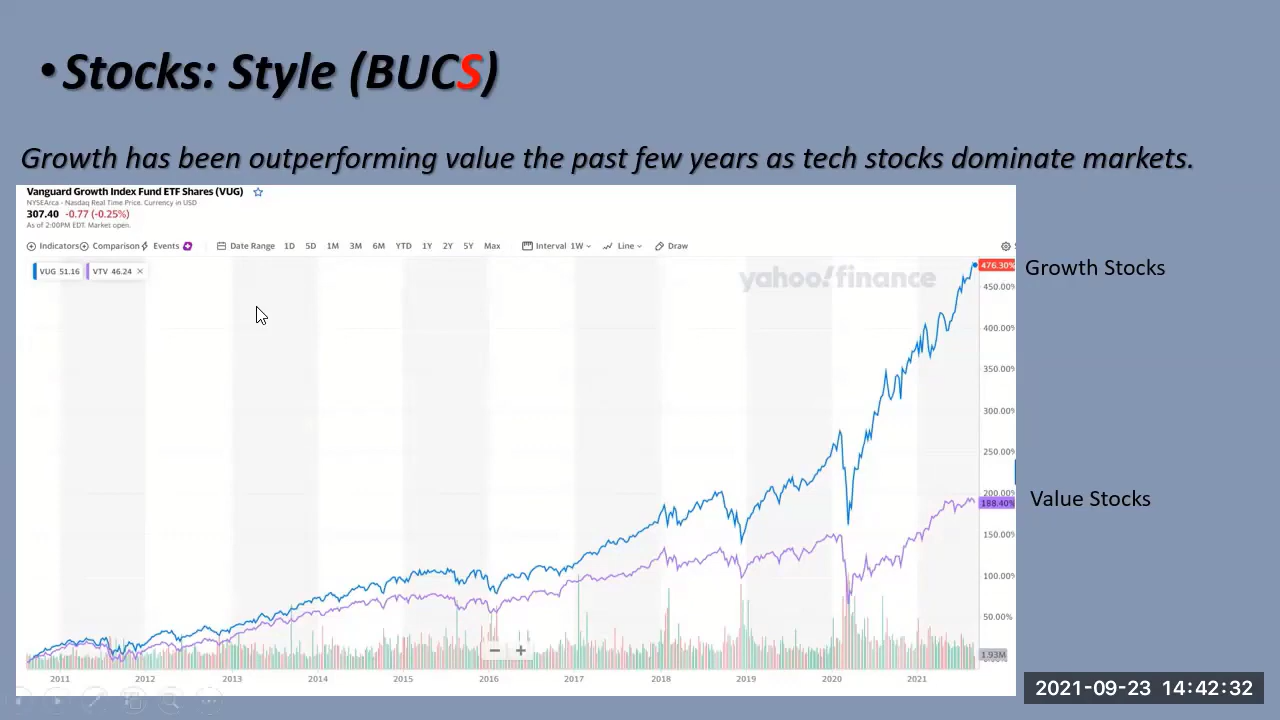 •Stocks: Style (BUCS)
Growth has been outperforming value the past few years as tech stocks dominate markets.
Vanguard Growth Index Fund ETF Shares (VUG)
NYSEArca - Nasdaq Real Time Price. Currency in USD
307.40 -0.77 (-0.25%)
As of 2:00PM EDT. Market open.
Indicators Comparison Events Date Range 1D 5D 1M 3M 6M YTD 1Y 2Y 5Y Max Interval 1W Line Draw
VUG 51.16 VTV 46.24 ×
yahoo!finance
476.30%
Growth Stocks
450.00%
400.00%
350.00%
300.00%
250.00%
200.00%
188.40%
Value Stocks
150.00%
100.00%
50.00%
1.93M
2011 2012 2013 2014 2015 2016 2017 2018 2019 2020 2021
2021-09-23 14:42:32